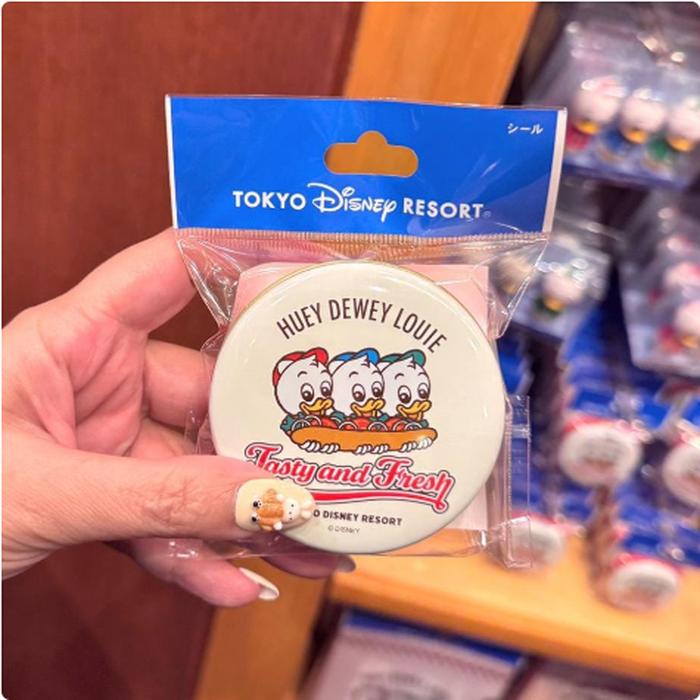 シール
TOKYO Disney RESORT®
HUEY DEWEY LOUIE
Tasty and Fresh
DISNEY RESORT
©DISNEY